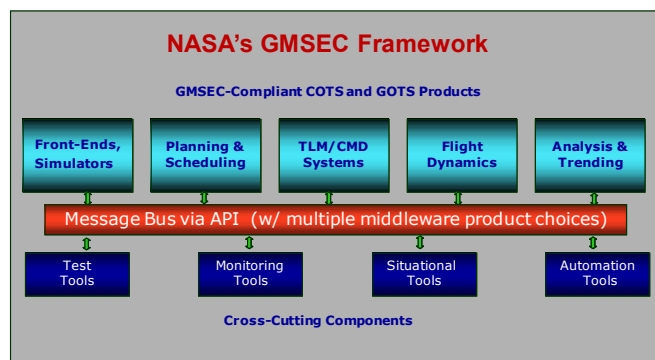 NASA's GMSEC Framework
GMSEC-Compliant COTS and GOTS Products
Front-Ends,
Simulators
Planning &
Scheduling
TLM/CMD
Systems
Flight
Dynamics
Analysis &
Trending
Message Bus via API (w/ multiple middleware product choices)
Test
Tools
Monitoring
Tools
Situational
Tools
Automation
Tools
Cross-Cutting Components